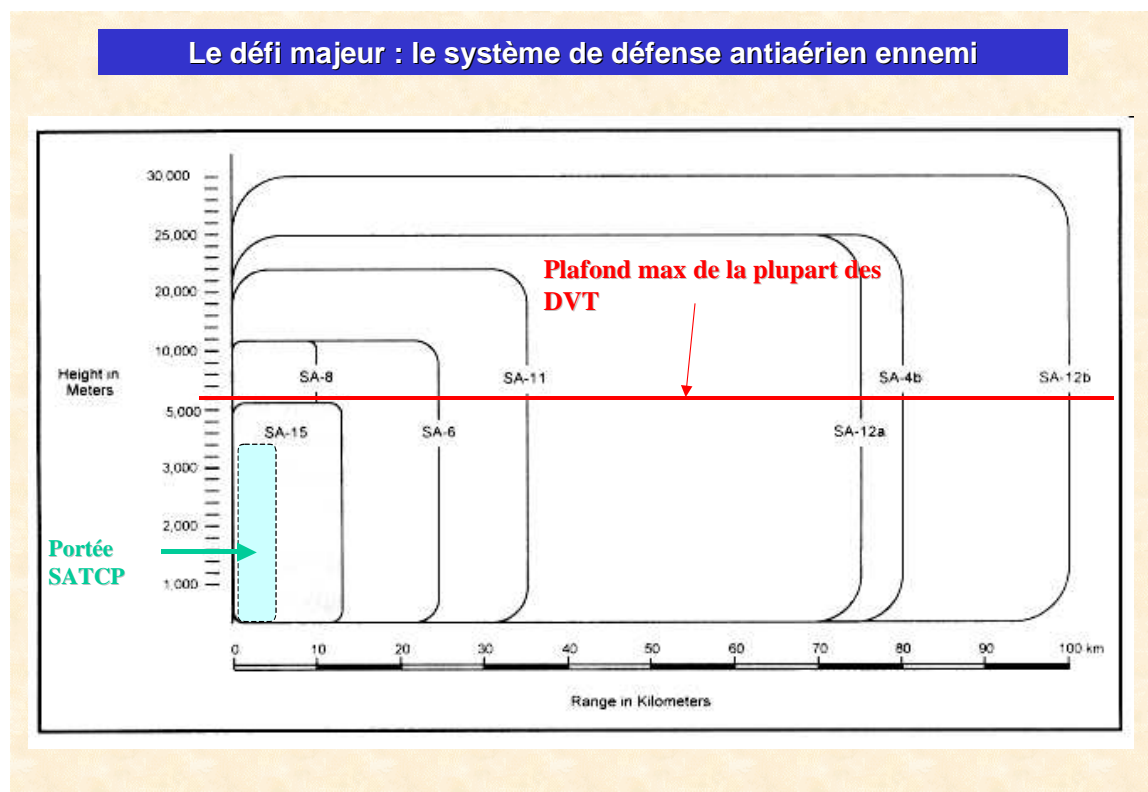 Le défi majeur : le système de défense antiaérien ennemi
30 000
25,000
20,000
10,000
5,000
3,000
2,000
1,000
Height in
Meters
Plafond max de la plupart des
DVT
SA-8
SA-11
SA-4b
SA-12b
SA-15
SA-6
SA-12a
Portée
SATCP
0 10 20 30 40 50 60 70 80 90 100 km
Range in Kilometers